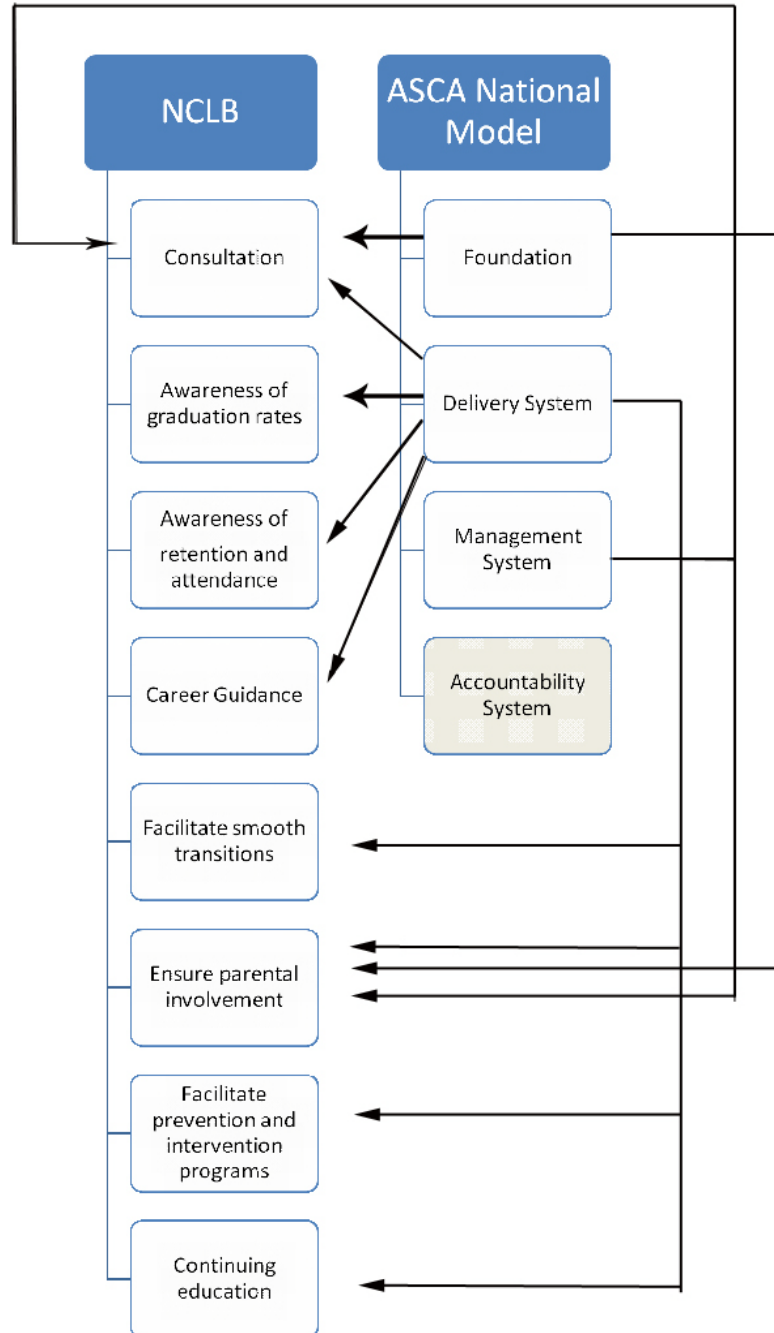 NCLB
Consultation
Awareness of
graduation rates
Awareness of
retention and
attendance
Career Guidance
Facilitate smooth
transitions
Ensure parental
involvement
Facilitate
prevention and
intervention
programs
Continuing
education
ASCA National
Model
Foundation
Delivery System
Management
System
Accountability
System